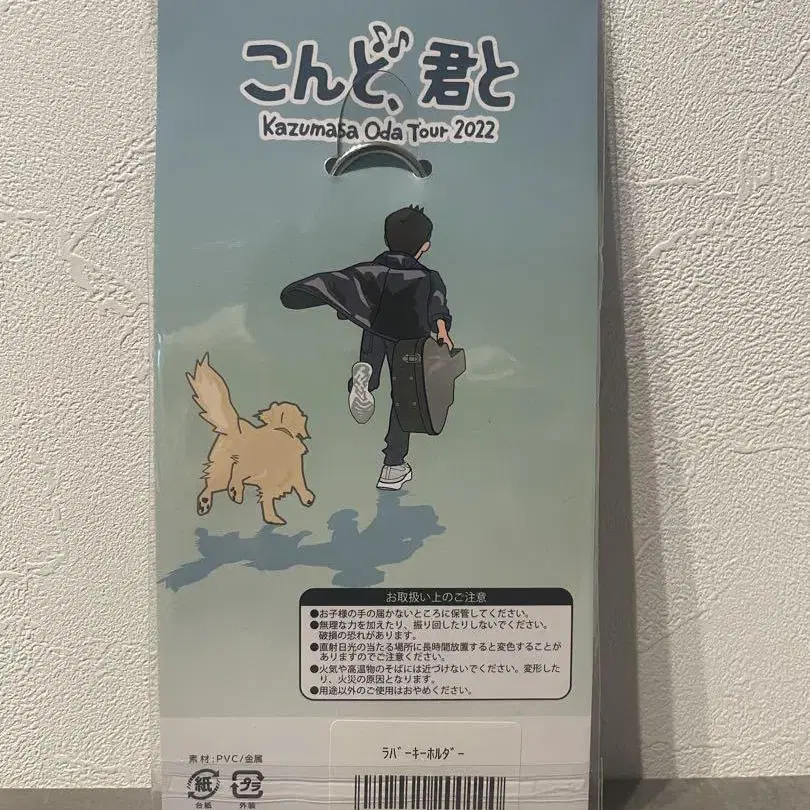 こんど、君と
Kazumasa Oda Tour 2022
お取扱い上のご注意
●お子様の手の届かないところに保管してください。
●無理な力を加えたり、振り回したりしないでください。
破損の恐れがあります。
●直射日光の当たる場所に長時間放置すると変色することが
ありますのでご注意ください。
●火気や高温物のそばには近づけないでください。変形した
り、火災の原因となります。
●用途以外のご使用はおやめください。
素材:PVC/金属
ﾗﾊﾞｰｷｰﾎﾙﾀﾞｰ
紙 プラ
台紙 外装